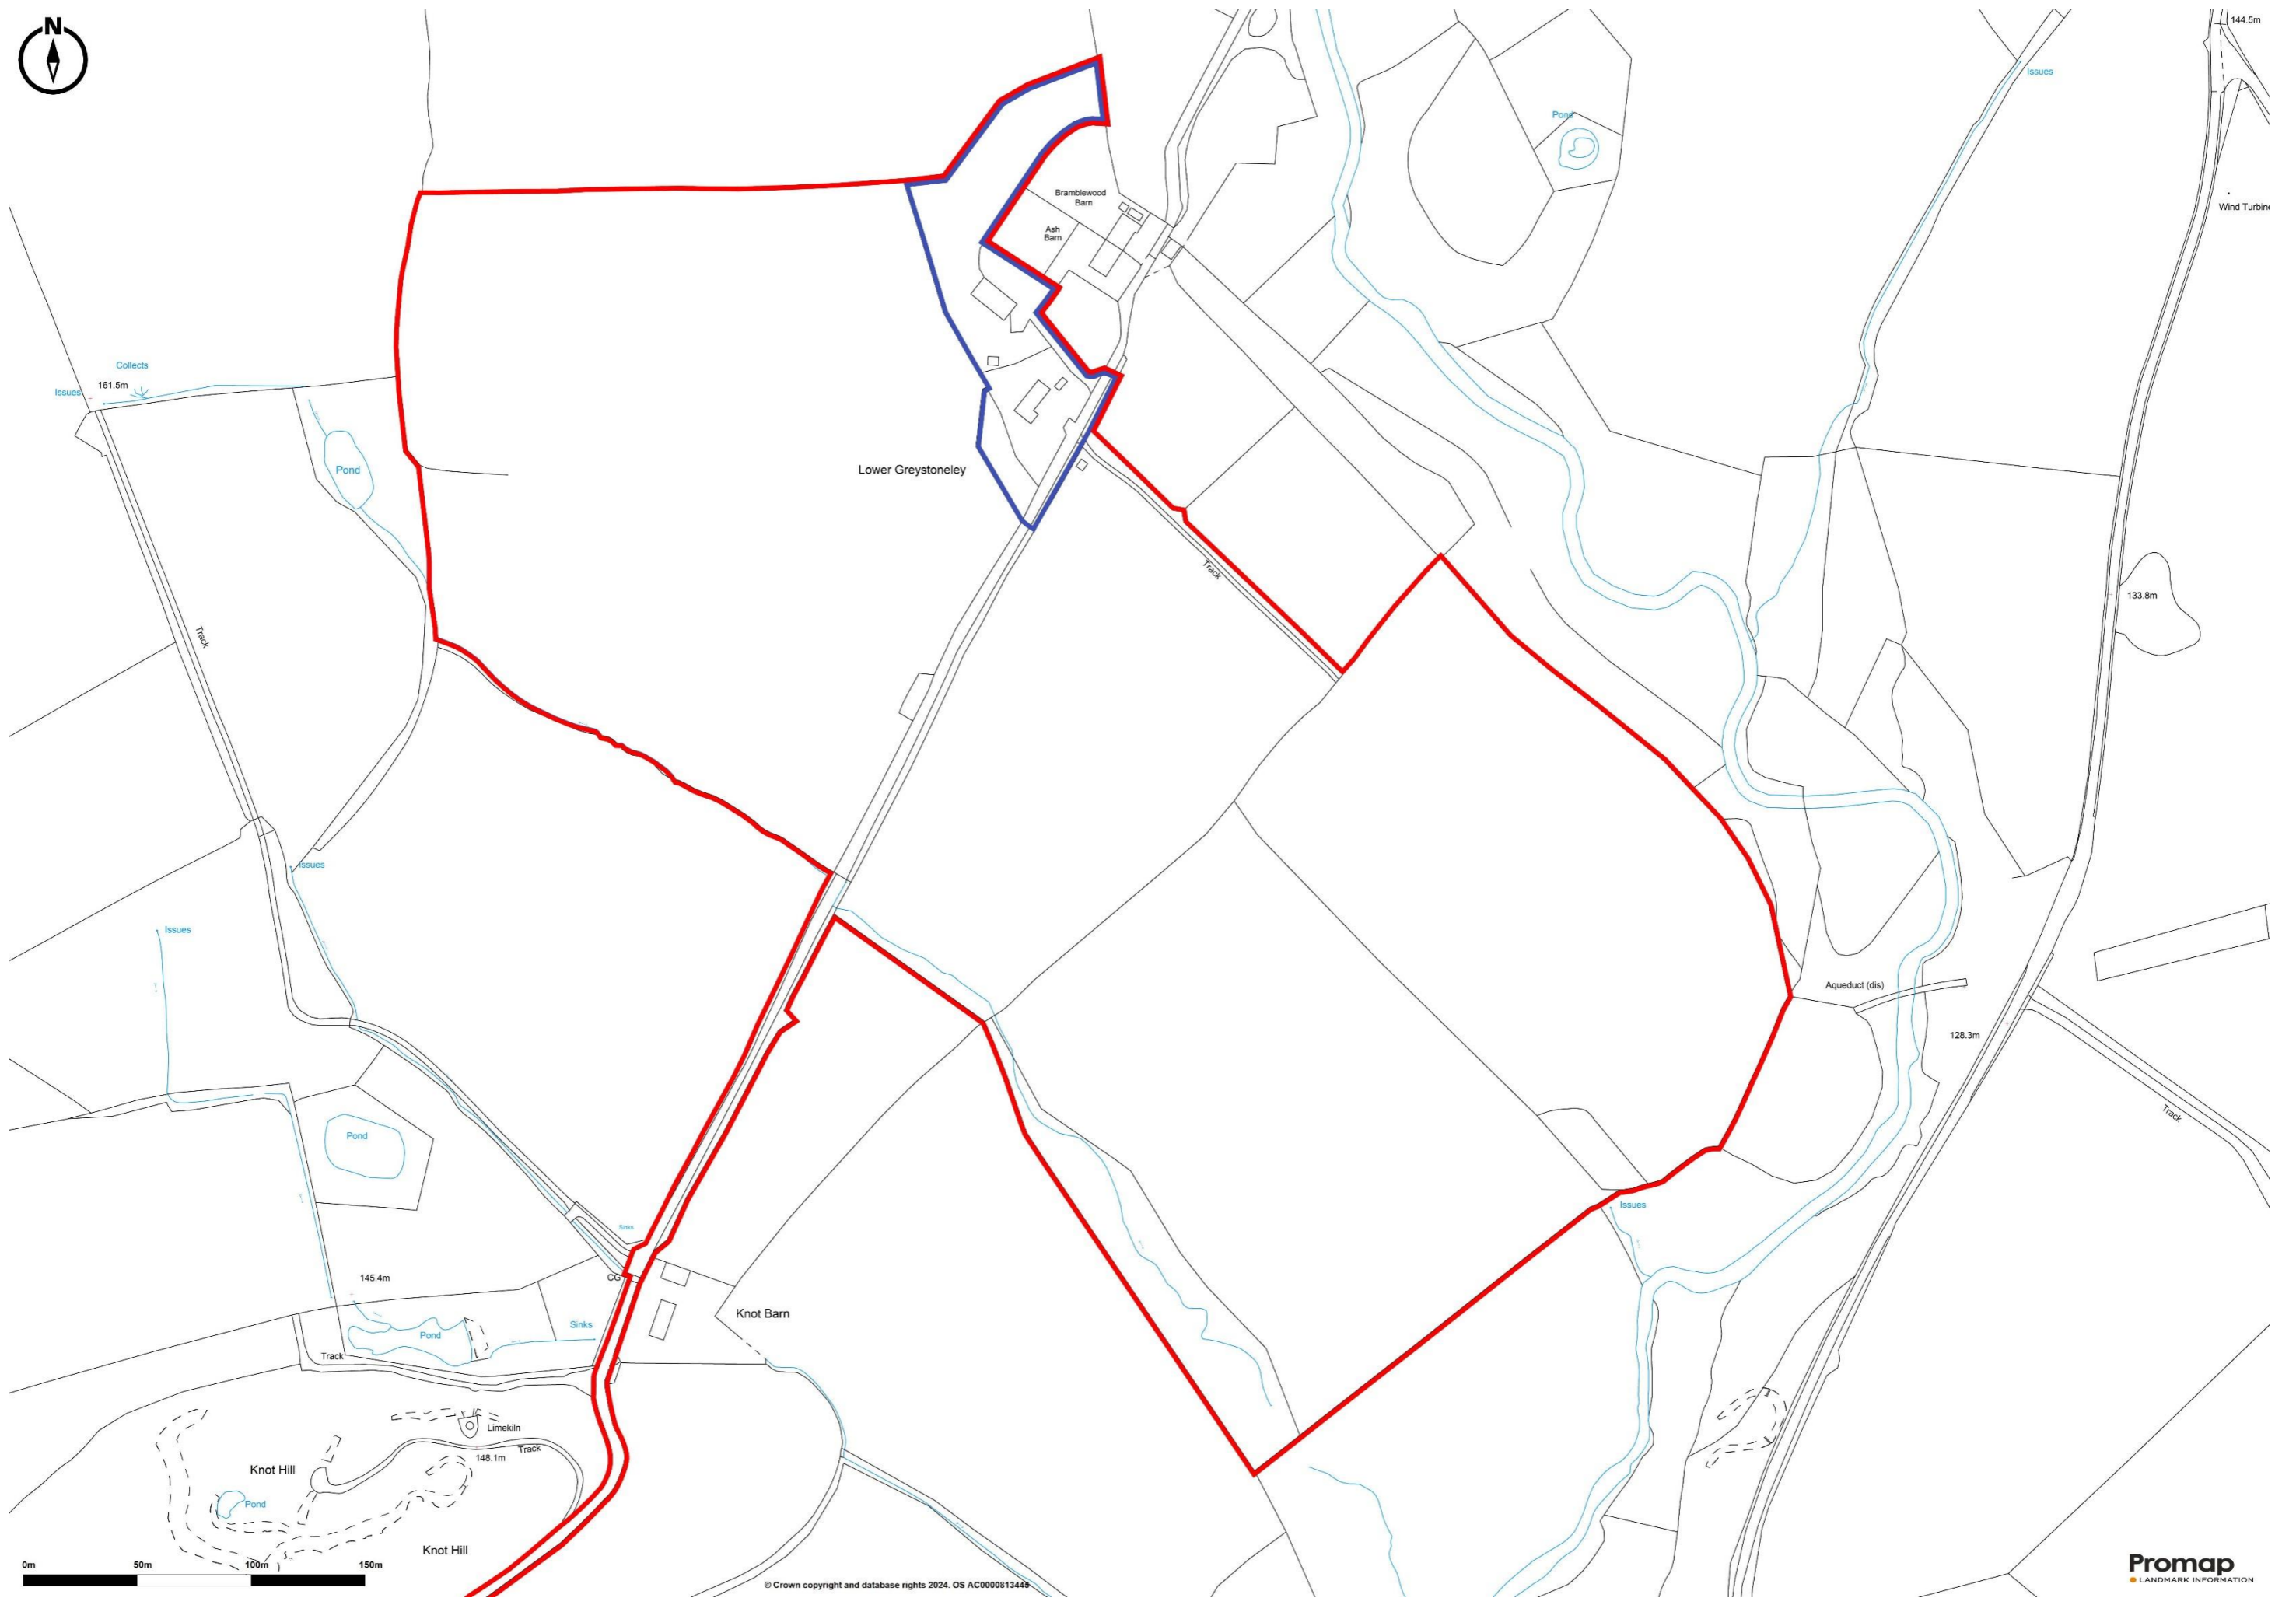 N
144.5m
Issues
Pond
Bramblewood
Barn
Wind Turbine
Ash
Barn
Collects
161.5m
Issues
Lower Greystoneley
Pond
Track
133.8m
Track
Issues
Issues
Aqueduct (dis)
128.3m
Track
Pond
Issues
Sinks
145.4m
CG
Knot Barn
Sinks
Pond
Track
Limekiln
Track
148.1m
Knot Hill
Pond
Knot Hill
0m 50m 100m 150m
© Crown copyright and database rights 2024. OS AC0000813445
Promap
LANDMARK INFORMATION